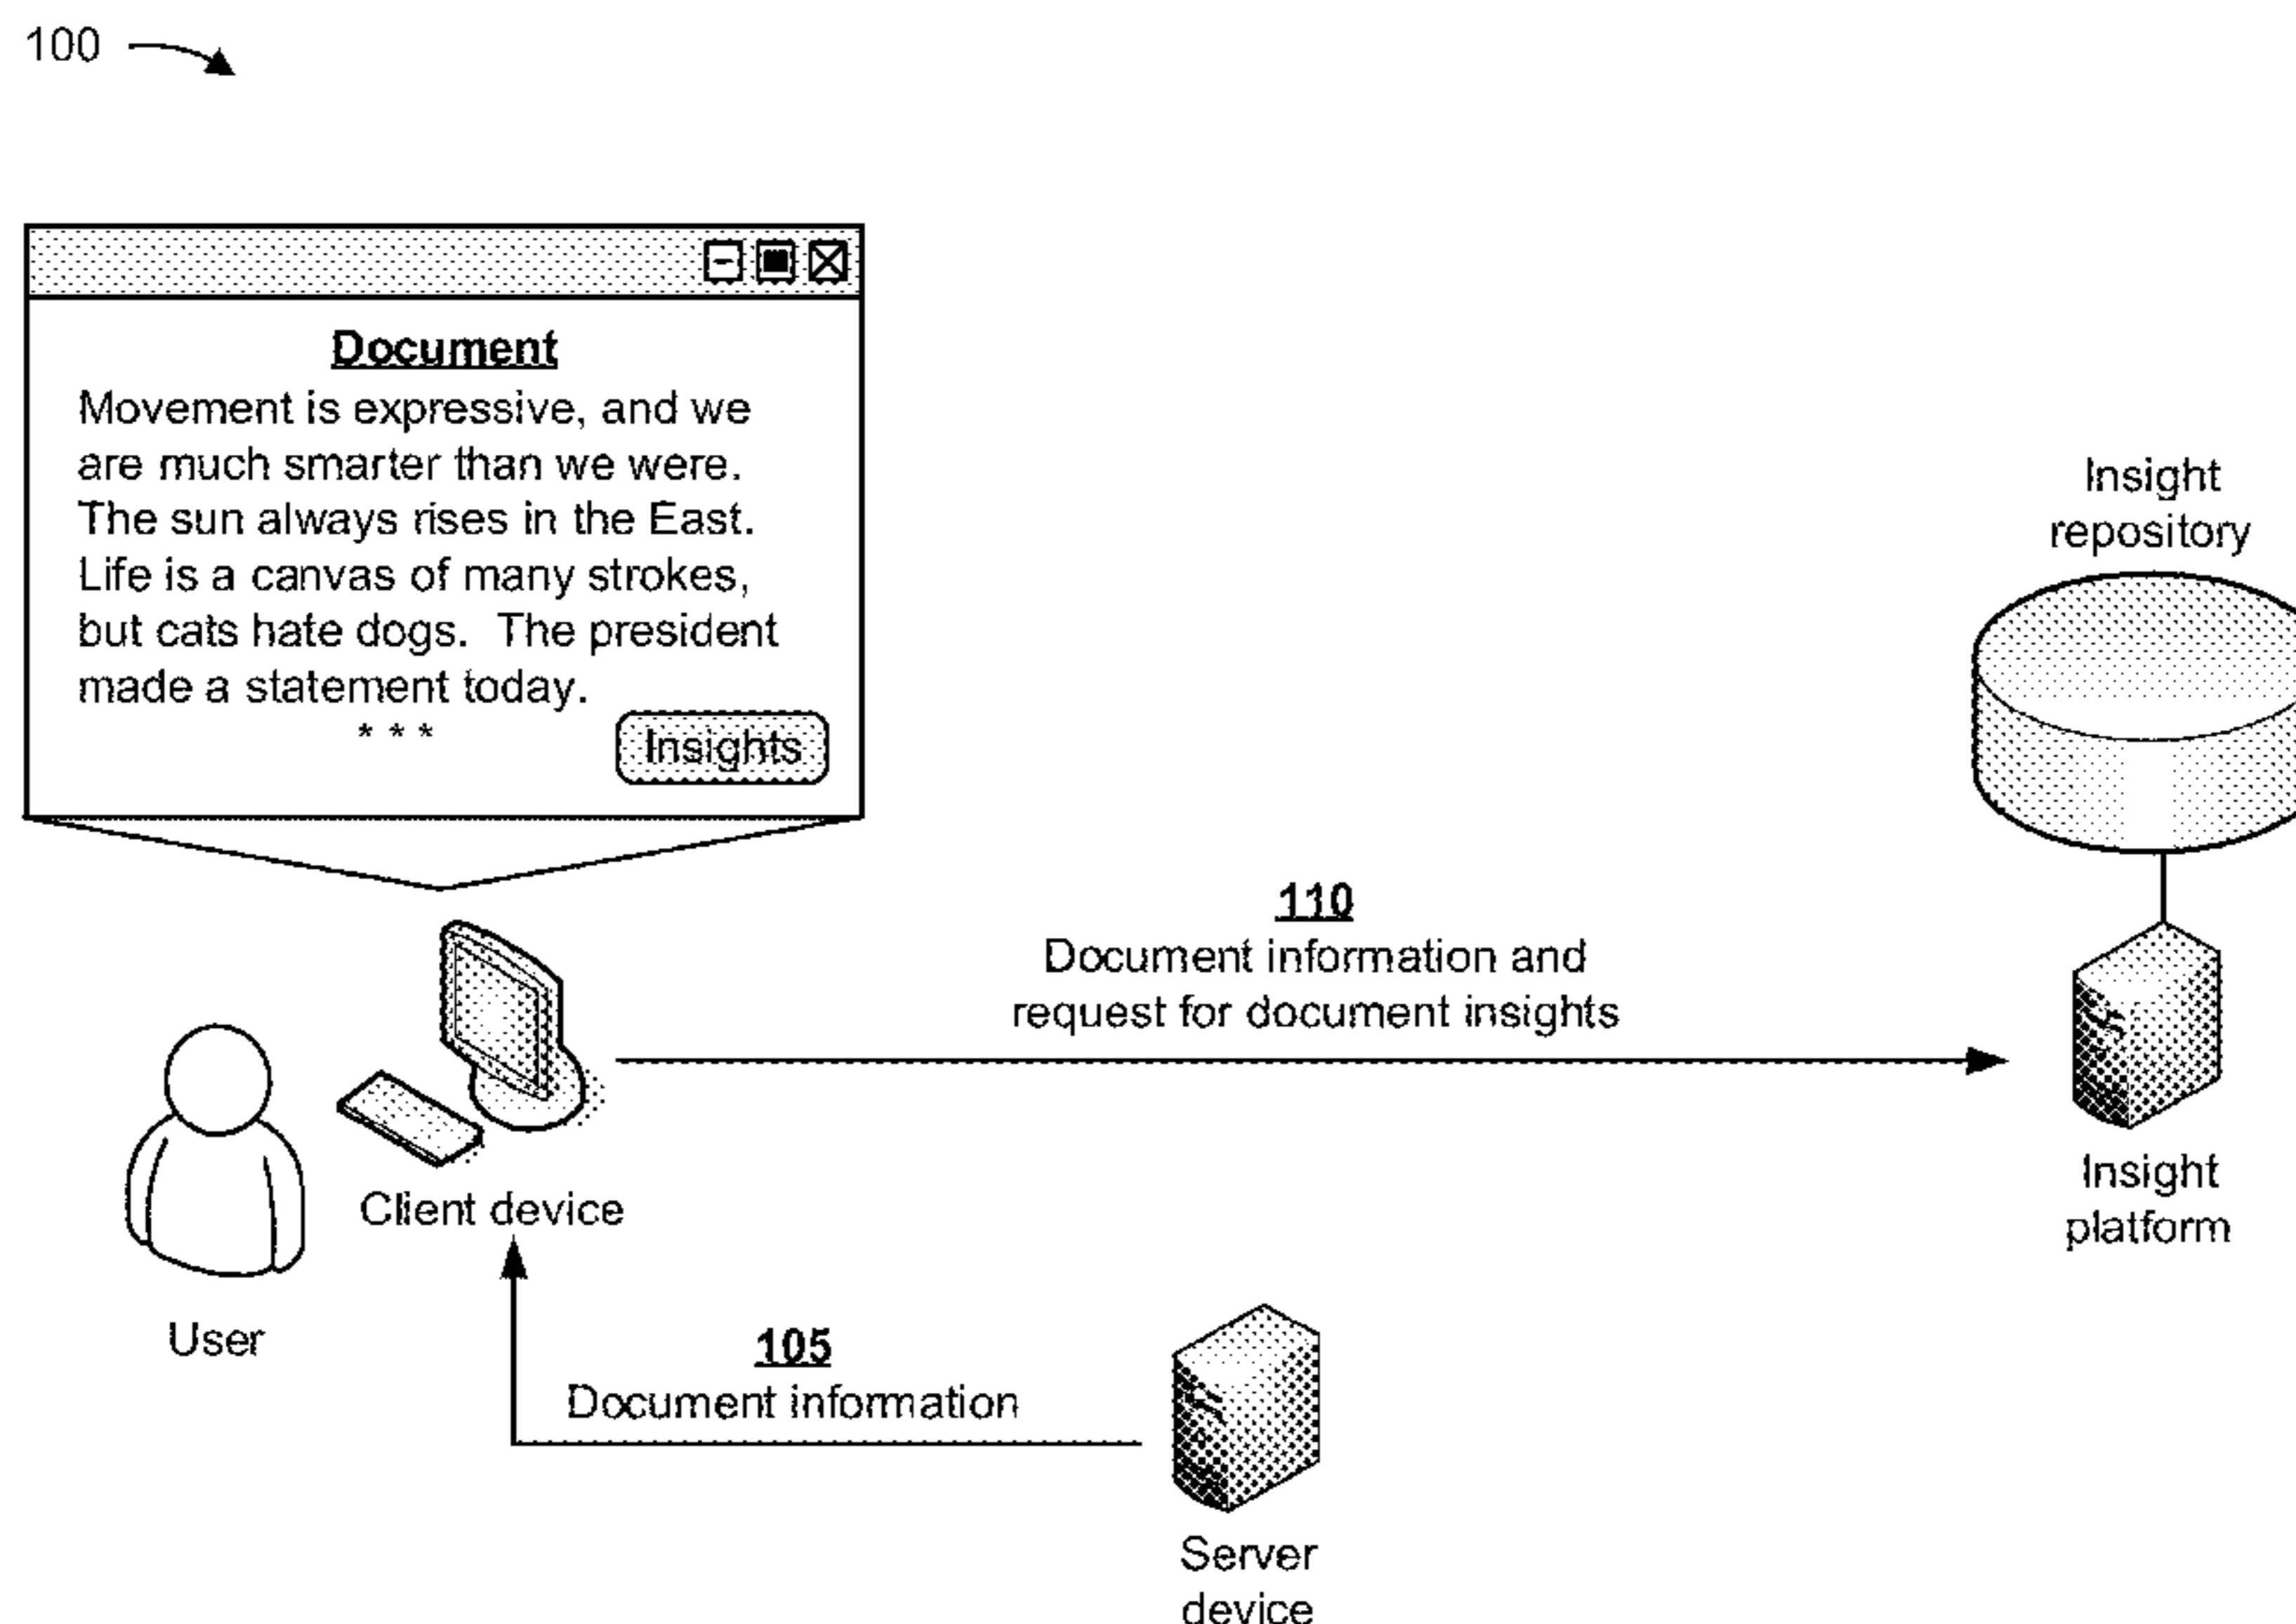 100
Document
Movement is expressive, and we
are much smarter than we were.
The sun always rises in the East.
Life is a canvas of many strokes,
but cats hate dogs.  The president
made a statement today.
* * *
Insights
Insight
repository
110
Document information and
request for document insights
Insight
platform
Client device
User
105
Document information
Server
device